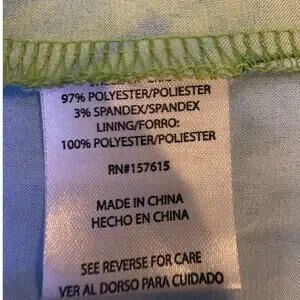 97% POLYESTER/POLIESTER
3% SPANDEX/SPANDEX
LINING/FORRO:
100% POLYESTER/POLIESTER
RN#157615
MADE IN CHINA
HECHO EN CHINA
SEE REVERSE FOR CARE
VER AL DORSO PARA CUIDADO